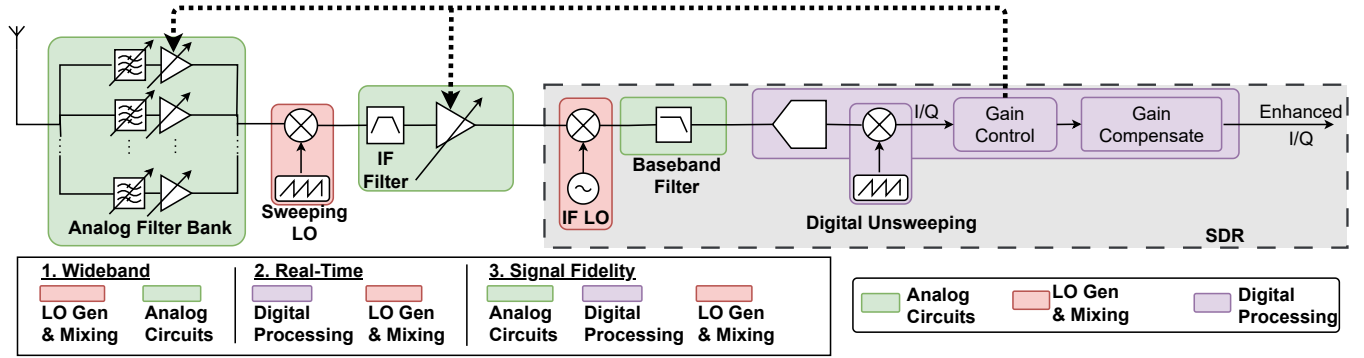 Analog Filter Bank
Sweeping
LO
IF
Filter
IF LO
Baseband
Filter
Digital Unsweeping
I/Q
Gain
Control
Gain
Compensate
Enhanced
I/Q
SDR
1. Wideband
LO Gen
& Mixing
Analog
Circuits
2. Real-Time
Digital
Processing
LO Gen
& Mixing
3. Signal Fidelity
Analog
Circuits
Digital
Processing
LO Gen
& Mixing
Analog
Circuits
LO Gen
& Mixing
Digital
Processing